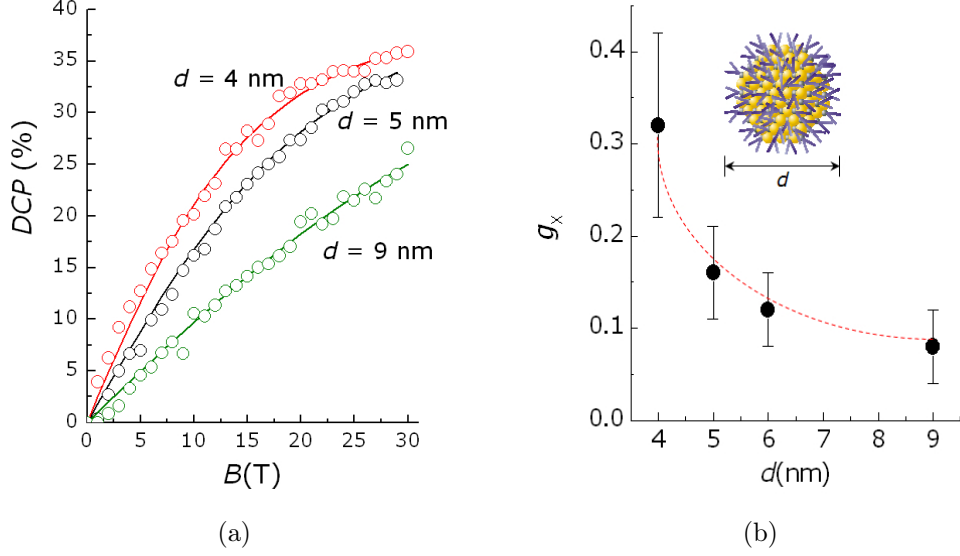 40
35
30
25
20
15
10
5
0
DCP (%)
d = 4 nm
d = 5 nm
d = 9 nm
0 5 10 15 20 25 30
B(T)
(a)
0.4
0.3
0.2
0.1
0.0
gx
d
4 5 6 7 8 9
d(nm)
(b)